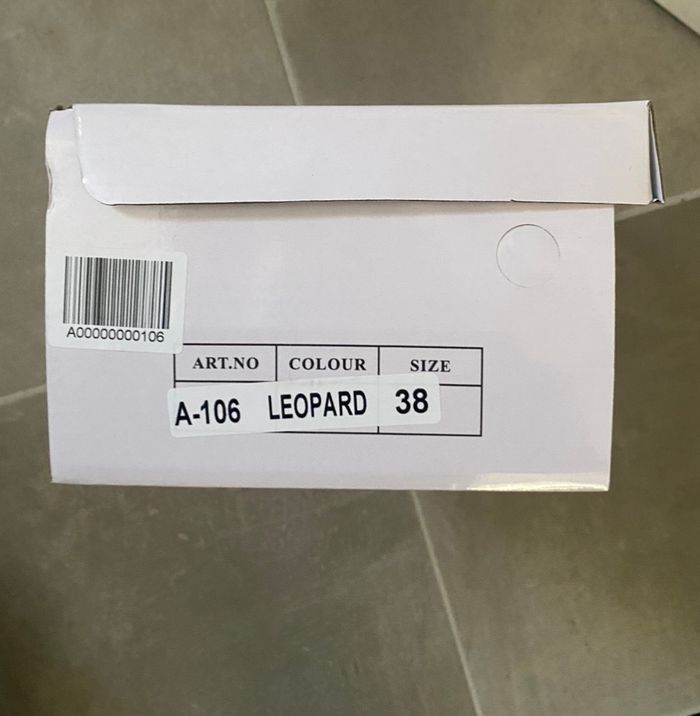 A00000000106
ART.NO COLOUR SIZE
A-106 LEOPARD 38